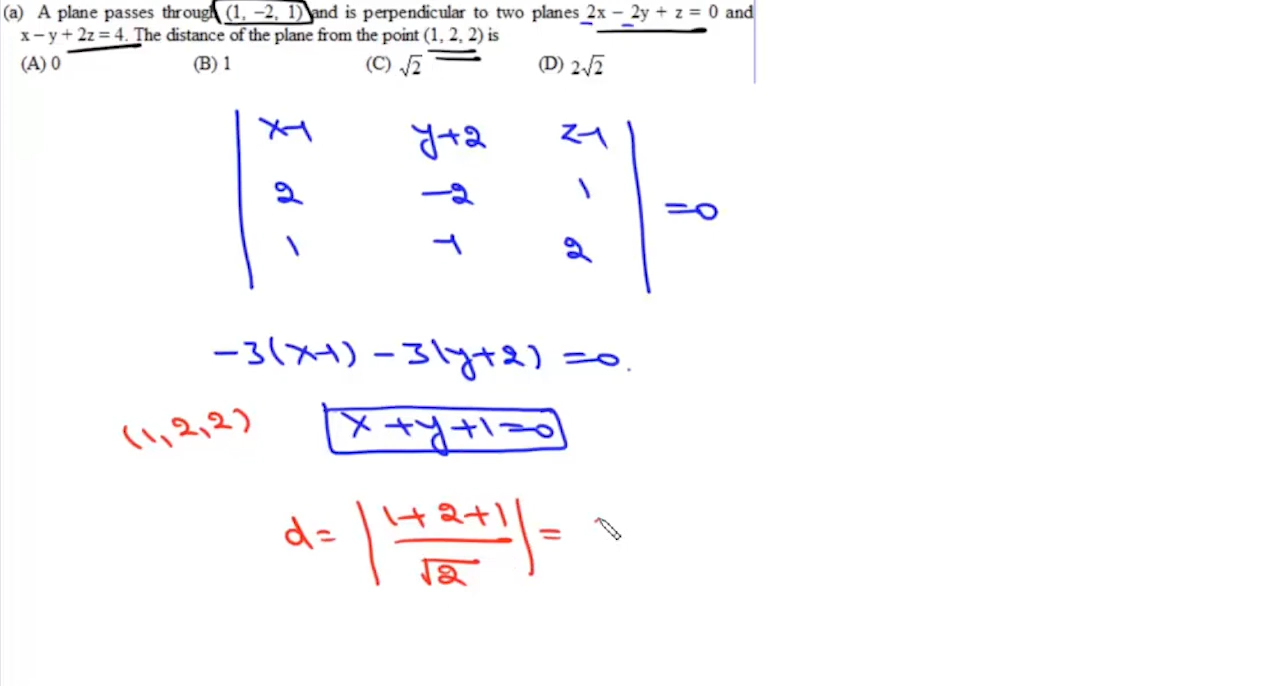 (a) A plane passes through (1, −2, 1) and is perpendicular to two planes 2x − 2y + z = 0 and
x − y + 2z = 4. The distance of the plane from the point (1, 2, 2) is
(A) 0 (B) 1 (C) √2 (D) 2√2
x-1 y+2 z-1
2 -2 1 =0
1 -1 2
-3(x-1) -3(y+2) =0.
(1,2,2) x+y+1=0
d= |1+2+1 / √2| =